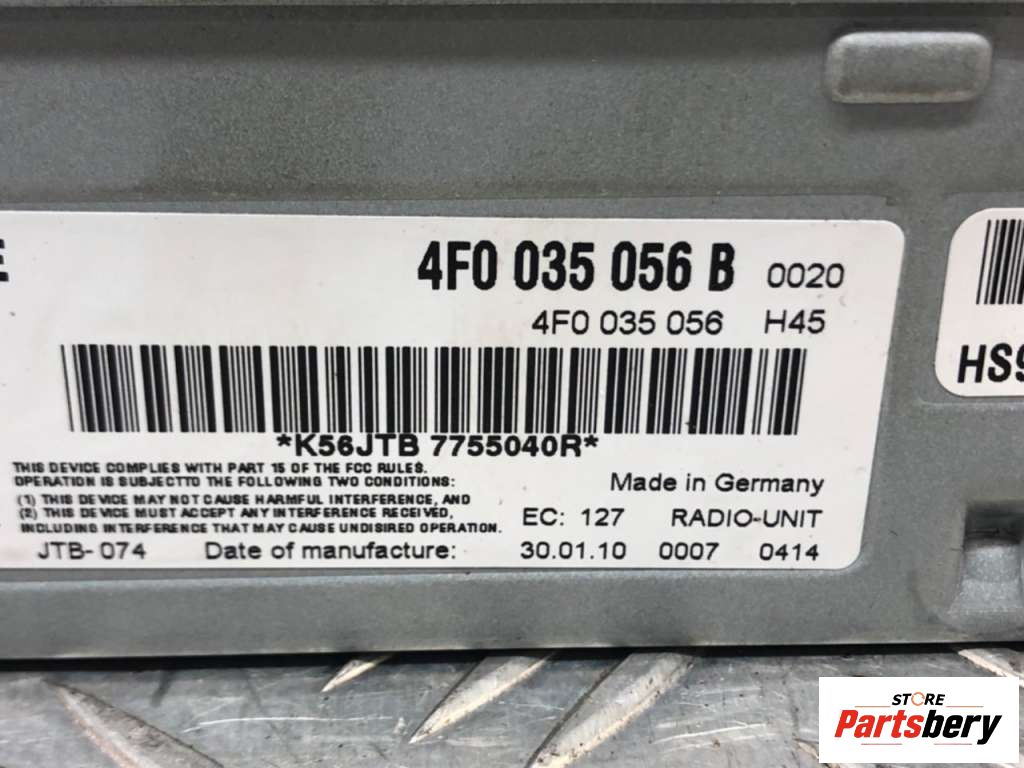 E
4F0 035 056 B 0020
4F0 035 056 H45
*K56JTB 7755040R*
THIS DEVICE COMPLIES WITH PART 15 OF THE FCC RULES.
OPERATION IS SUBJECTTO THE FOLLOWING TWO CONDITIONS:
(1) THIS DEVICE MAY NOT CAUSE HARMFUL INTERFERENCE, AND
(2) THIS DEVICE MUST ACCEPT ANY INTERFERENCE RECEIVED,
INCLUDING INTERFERENCE THAT MAY CAUSE UNDISIRED OPERATION.
Made in Germany
EC: 127 RADIO-UNIT
JTB-074 Date of manufacture: 30.01.10 0007 0414
HS9
STORE
Partsbery